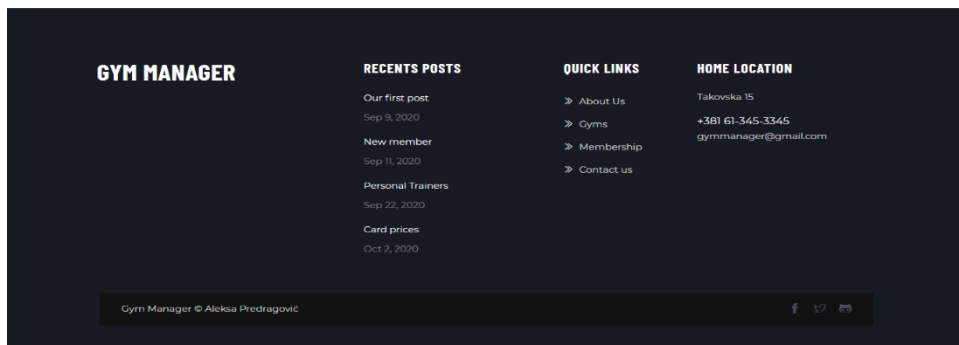 GYM MANAGER
RECENTS POSTS
Our first post
Sep 9, 2020
New member
Sep 11, 2020
Personal Trainers
Sep 22, 2020
Card prices
Oct 2, 2020
QUICK LINKS
About Us
Gyms
Membership
Contact us
HOME LOCATION
Takovska 15
+381 61-345-3345
gymmanager@gmail.com
Gym Manager © Aleksa Predragović